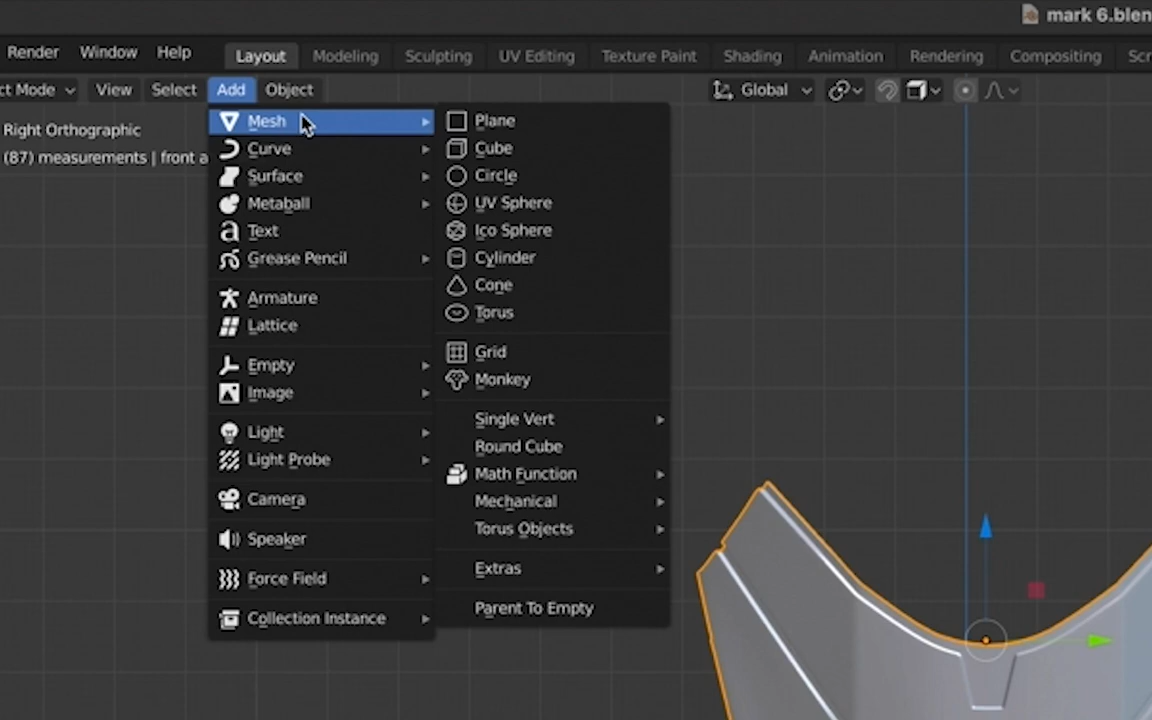 mark 6.blen
Render Window Help Layout Modeling Sculpting UV Editing Texture Paint Shading Animation Rendering Compositing Scr
ct Mode View Select Add Object Global
Right Orthographic
(87) measurements | front a
Mesh
Curve
Surface
Metaball
Text
Grease Pencil
Armature
Lattice
Empty
Image
Light
Light Probe
Camera
Speaker
Force Field
Collection Instance
Plane
Cube
Circle
UV Sphere
Ico Sphere
Cylinder
Cone
Torus
Grid
Monkey
Single Vert
Round Cube
Math Function
Mechanical
Torus Objects
Extras
Parent To Empty